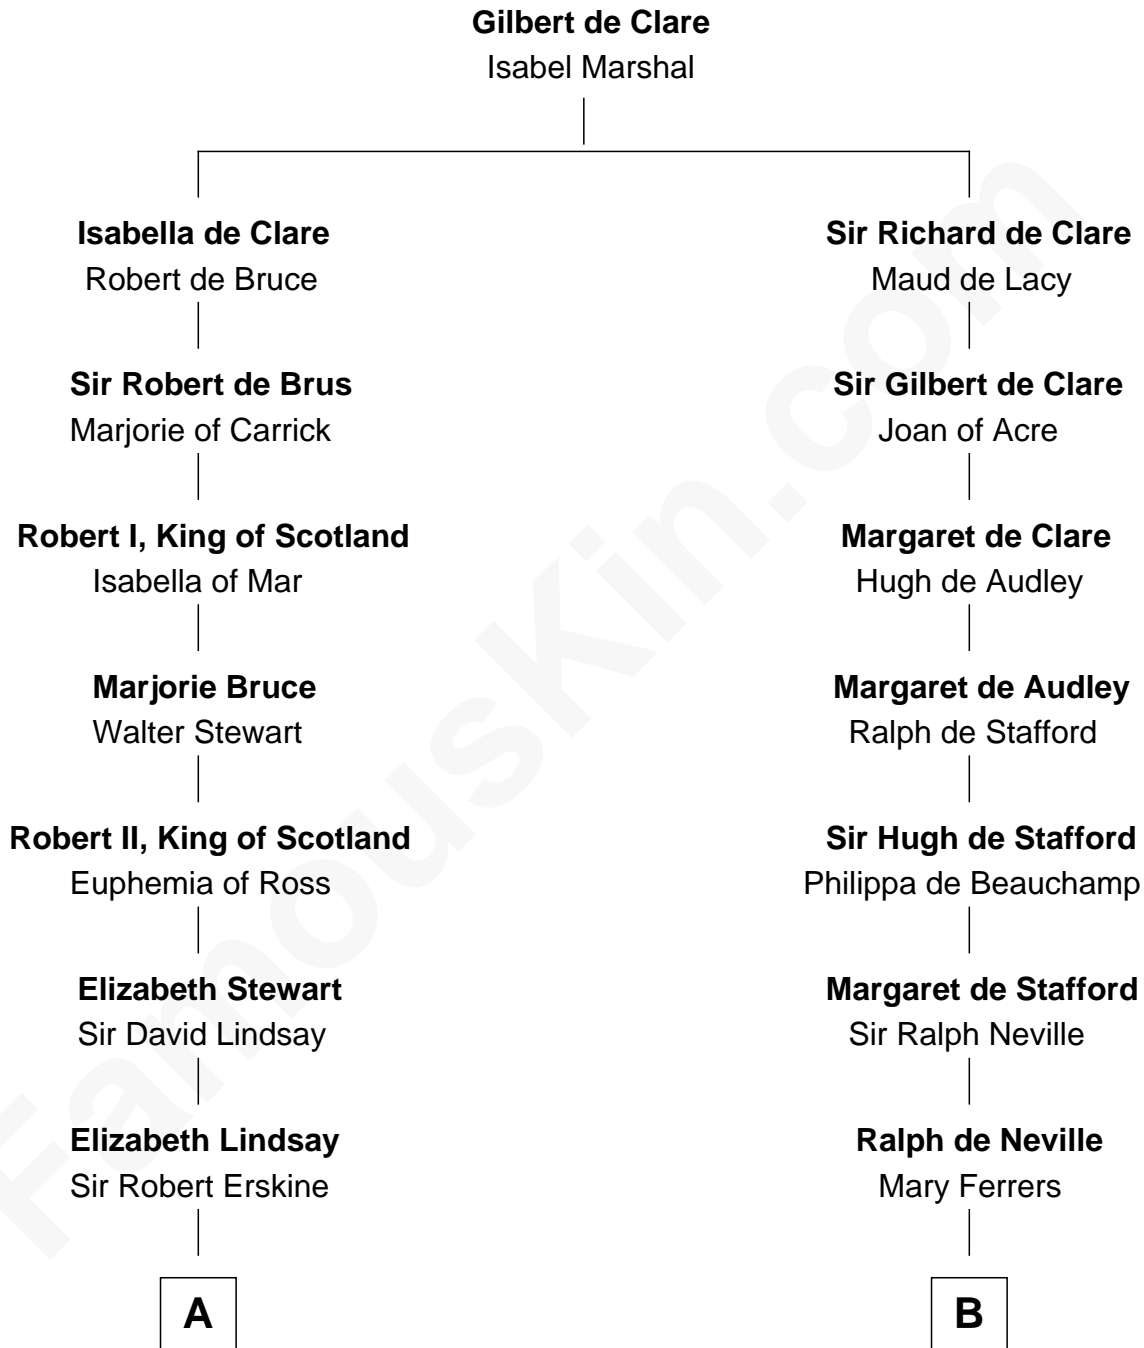 Gilbert de Clare
Isabel Marshal
Isabella de Clare
Robert de Bruce
Sir Richard de Clare
Maud de Lacy
Sir Robert de Brus
Marjorie of Carrick
Sir Gilbert de Clare
Joan of Acre
Robert I, King of Scotland
Isabella of Mar
Margaret de Clare
Hugh de Audley
Marjorie Bruce
Walter Stewart
Margaret de Audley
Ralph de Stafford
Robert II, King of Scotland
Euphemia of Ross
Sir Hugh de Stafford
Philippa de Beauchamp
Elizabeth Stewart
Sir David Lindsay
Margaret de Stafford
Sir Ralph Neville
Elizabeth Lindsay
Sir Robert Erskine
Ralph de Neville
Mary Ferrers
A
B
FamousKin.com